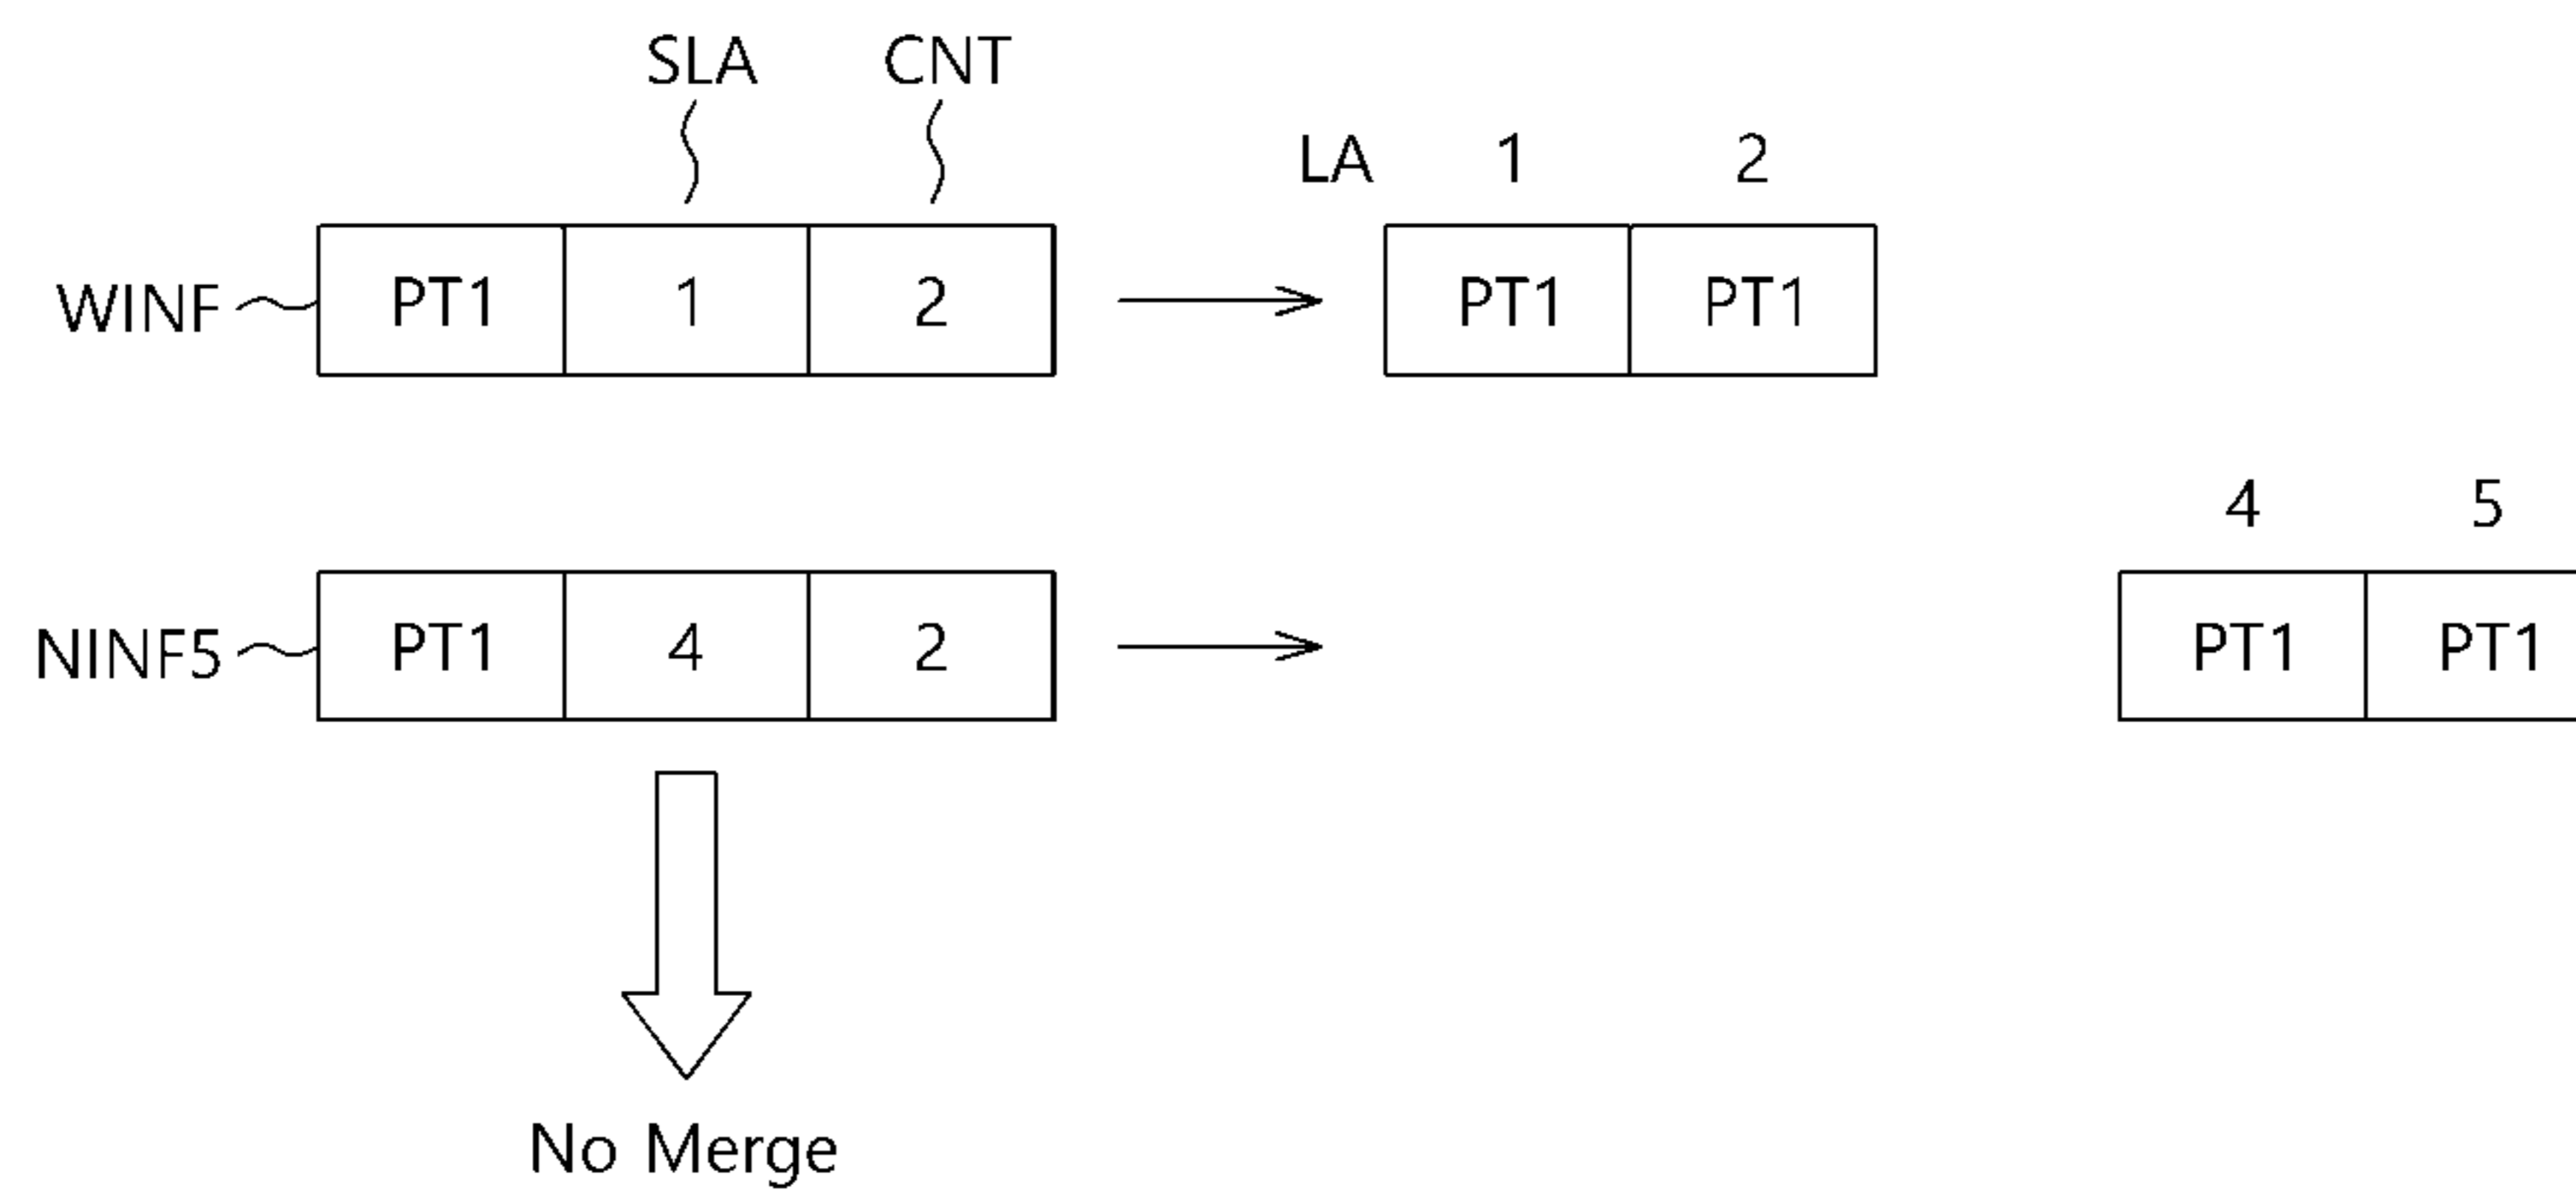 SLA CNT
LA 1 2
WINF PT1 1 2 PT1 PT1
4 5
NINF5 PT1 4 2 PT1 PT1
No Merge